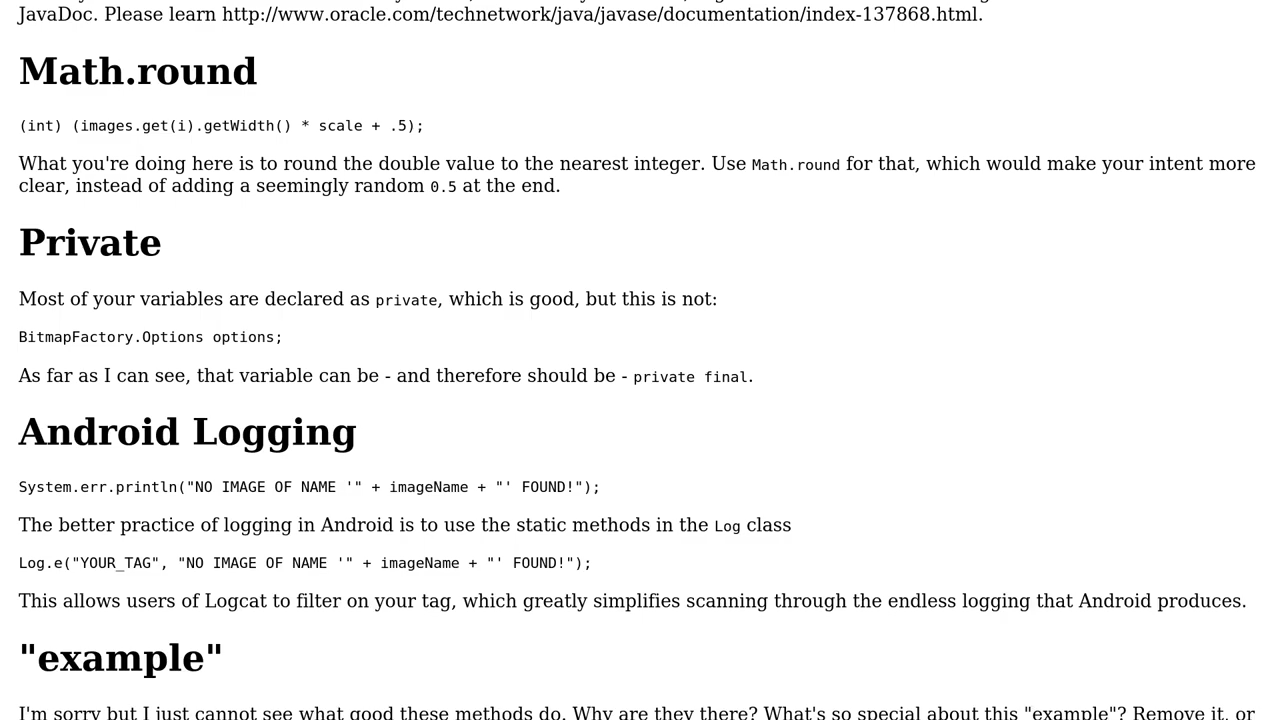 JavaDoc. Please learn http://www.oracle.com/technetwork/java/javase/documentation/index-137868.html.
Math.round
(int) (images.get(i).getWidth() * scale + .5);
What you're doing here is to round the double value to the nearest integer. Use Math.round for that, which would make your intent more
clear, instead of adding a seemingly random 0.5 at the end.
Private
Most of your variables are declared as private, which is good, but this is not:
BitmapFactory.Options options;
As far as I can see, that variable can be - and therefore should be - private final.
Android Logging
System.err.println("NO IMAGE OF NAME '" + imageName + "' FOUND!");
The better practice of logging in Android is to use the static methods in the Log class
Log.e("YOUR_TAG", "NO IMAGE OF NAME '" + imageName + "' FOUND!");
This allows users of Logcat to filter on your tag, which greatly simplifies scanning through the endless logging that Android produces.
"example"
I'm sorry but I just cannot see what good these methods do. Why are they there? What's so special about this "example"? Remove it, or